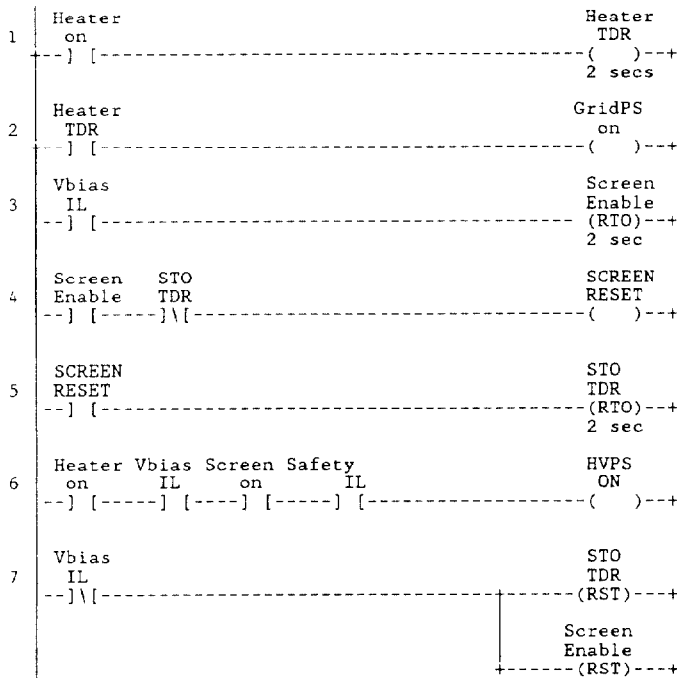 Heater Heater
1 on TDR
+--] [--------------------------------------------------( )--+
2 secs
Heater GridPS
2 TDR on
--] [--------------------------------------------------( )--+
Vbias Screen
3 IL Enable
--] [-------------------------------------------------- (RTO)--+
2 sec
Screen STO SCREEN
4 Enable TDR RESET
--] [-----]\[------------------------------------------( )--+
SCREEN STO
5 RESET TDR
--] [--------------------------------------------------(RTO)--+
2 sec
Heater Vbias Screen Safety HVPS
6 on IL on IL ON
--] [-----] [----] [-----] [----------------------( )--+
Vbias STO
7 IL TDR
--]\[------------------------------------------+------(RST)---+
Screen
Enable
+------(RST)---+